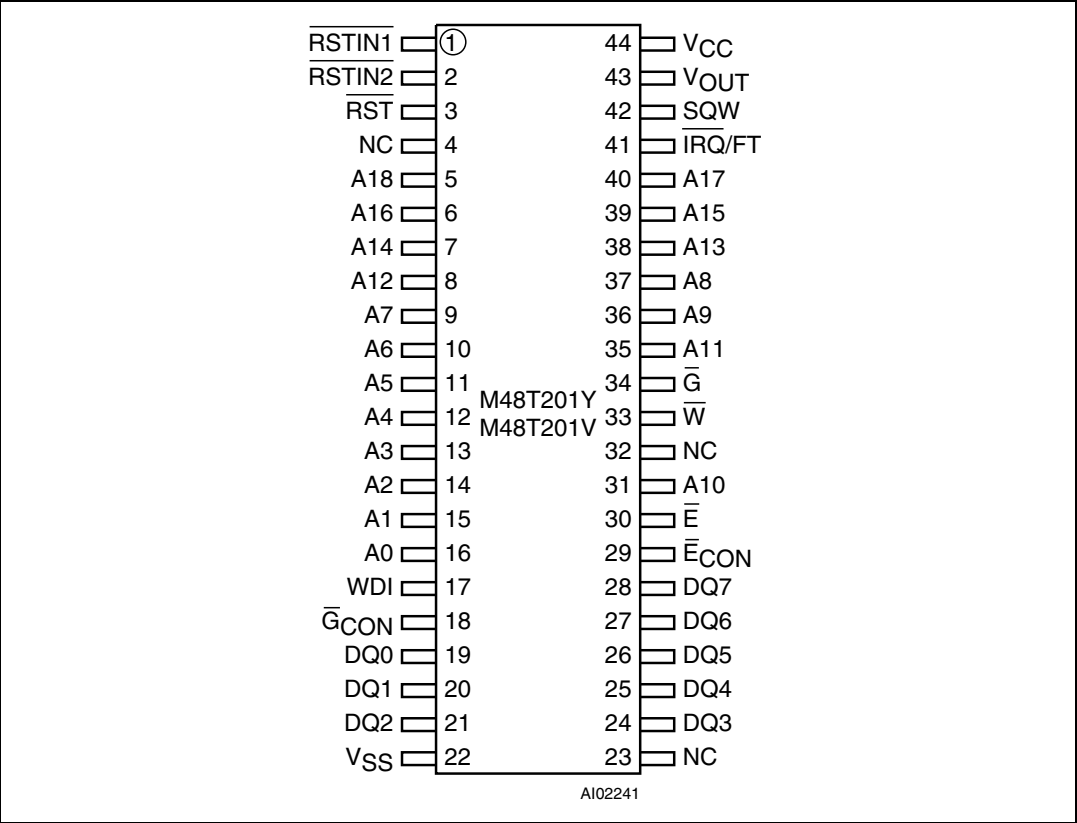 RSTIN1 1 44 VCC
RSTIN2 2 43 VOUT
RST 3 42 SQW
NC 4 41 IRQ/FT
A18 5 40 A17
A16 6 39 A15
A14 7 38 A13
A12 8 37 A8
A7 9 36 A9
A6 10 35 A11
A5 11 34 G
M48T201Y
A4 12 33 W
M48T201V
A3 13 32 NC
A2 14 31 A10
A1 15 30 E
A0 16 29 ECON
WDI 17 28 DQ7
GCON 18 27 DQ6
DQ0 19 26 DQ5
DQ1 20 25 DQ4
DQ2 21 24 DQ3
VSS 22 23 NC
AI02241